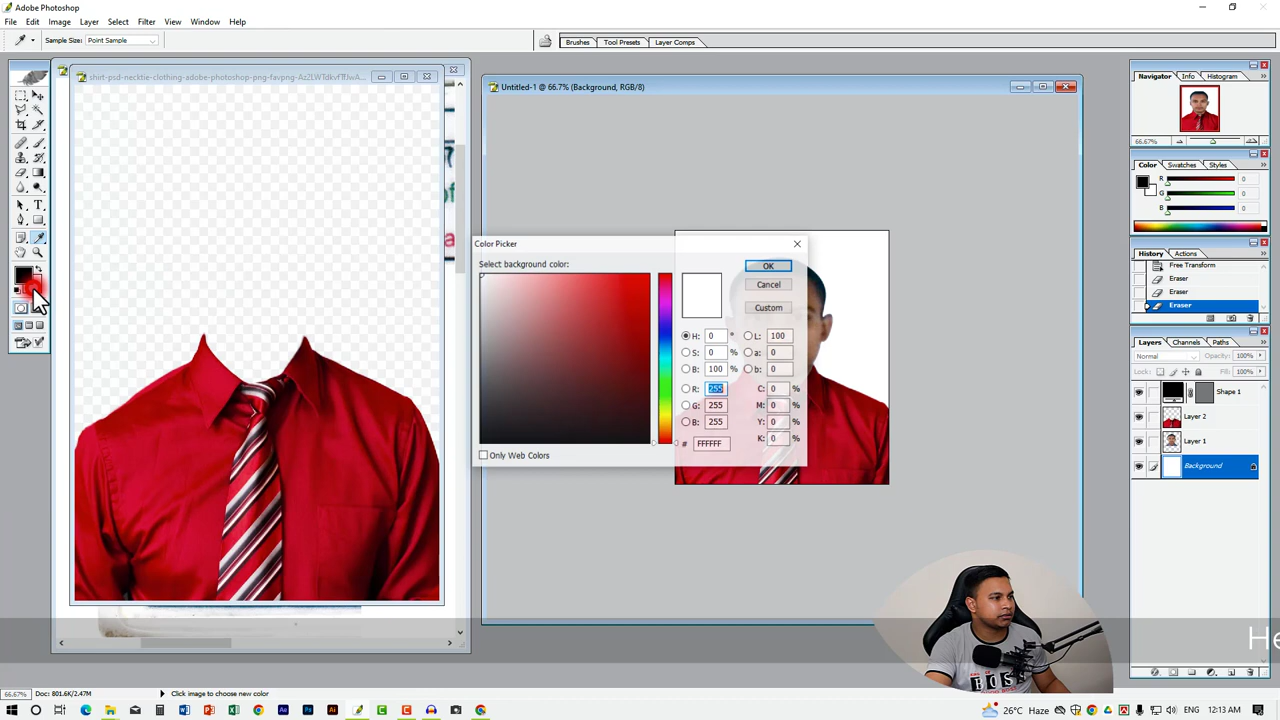 Adobe Photoshop
File Edit Image Layer Select Filter View Window Help
Sample Size: Point Sample
Brushes Tool Presets Layer Comps
shirt-psd-necktie-clothing-adobe-photoshop-png-favpng-Az2LWTdkvfTfJwA...
Untitled-1 @ 66.7% (Background, RGB/8)
Navigator Info Histogram
66.67%
Color Swatches Styles
R 0
G 0
B 0
History Actions
Free Transform
Eraser
Eraser
Eraser
Layers Channels Paths
Normal Opacity: 100%
Lock: Fill: 100%
Shape 1
Layer 2
Layer 1
Background
Color Picker
Select background color:
OK
Cancel
Custom
H: 0 ° L: 100
S: 0 % a: 0
B: 100 % b: 0
R: 255 C: 0 %
G: 255 M: 0 %
B: 255 Y: 0 %
# FFFFFF K: 0 %
Only Web Colors
BOSS
He
66.67% Doc: 801.6K/2.47M Click image to choose new color
26°C Haze ENG 12:13 AM